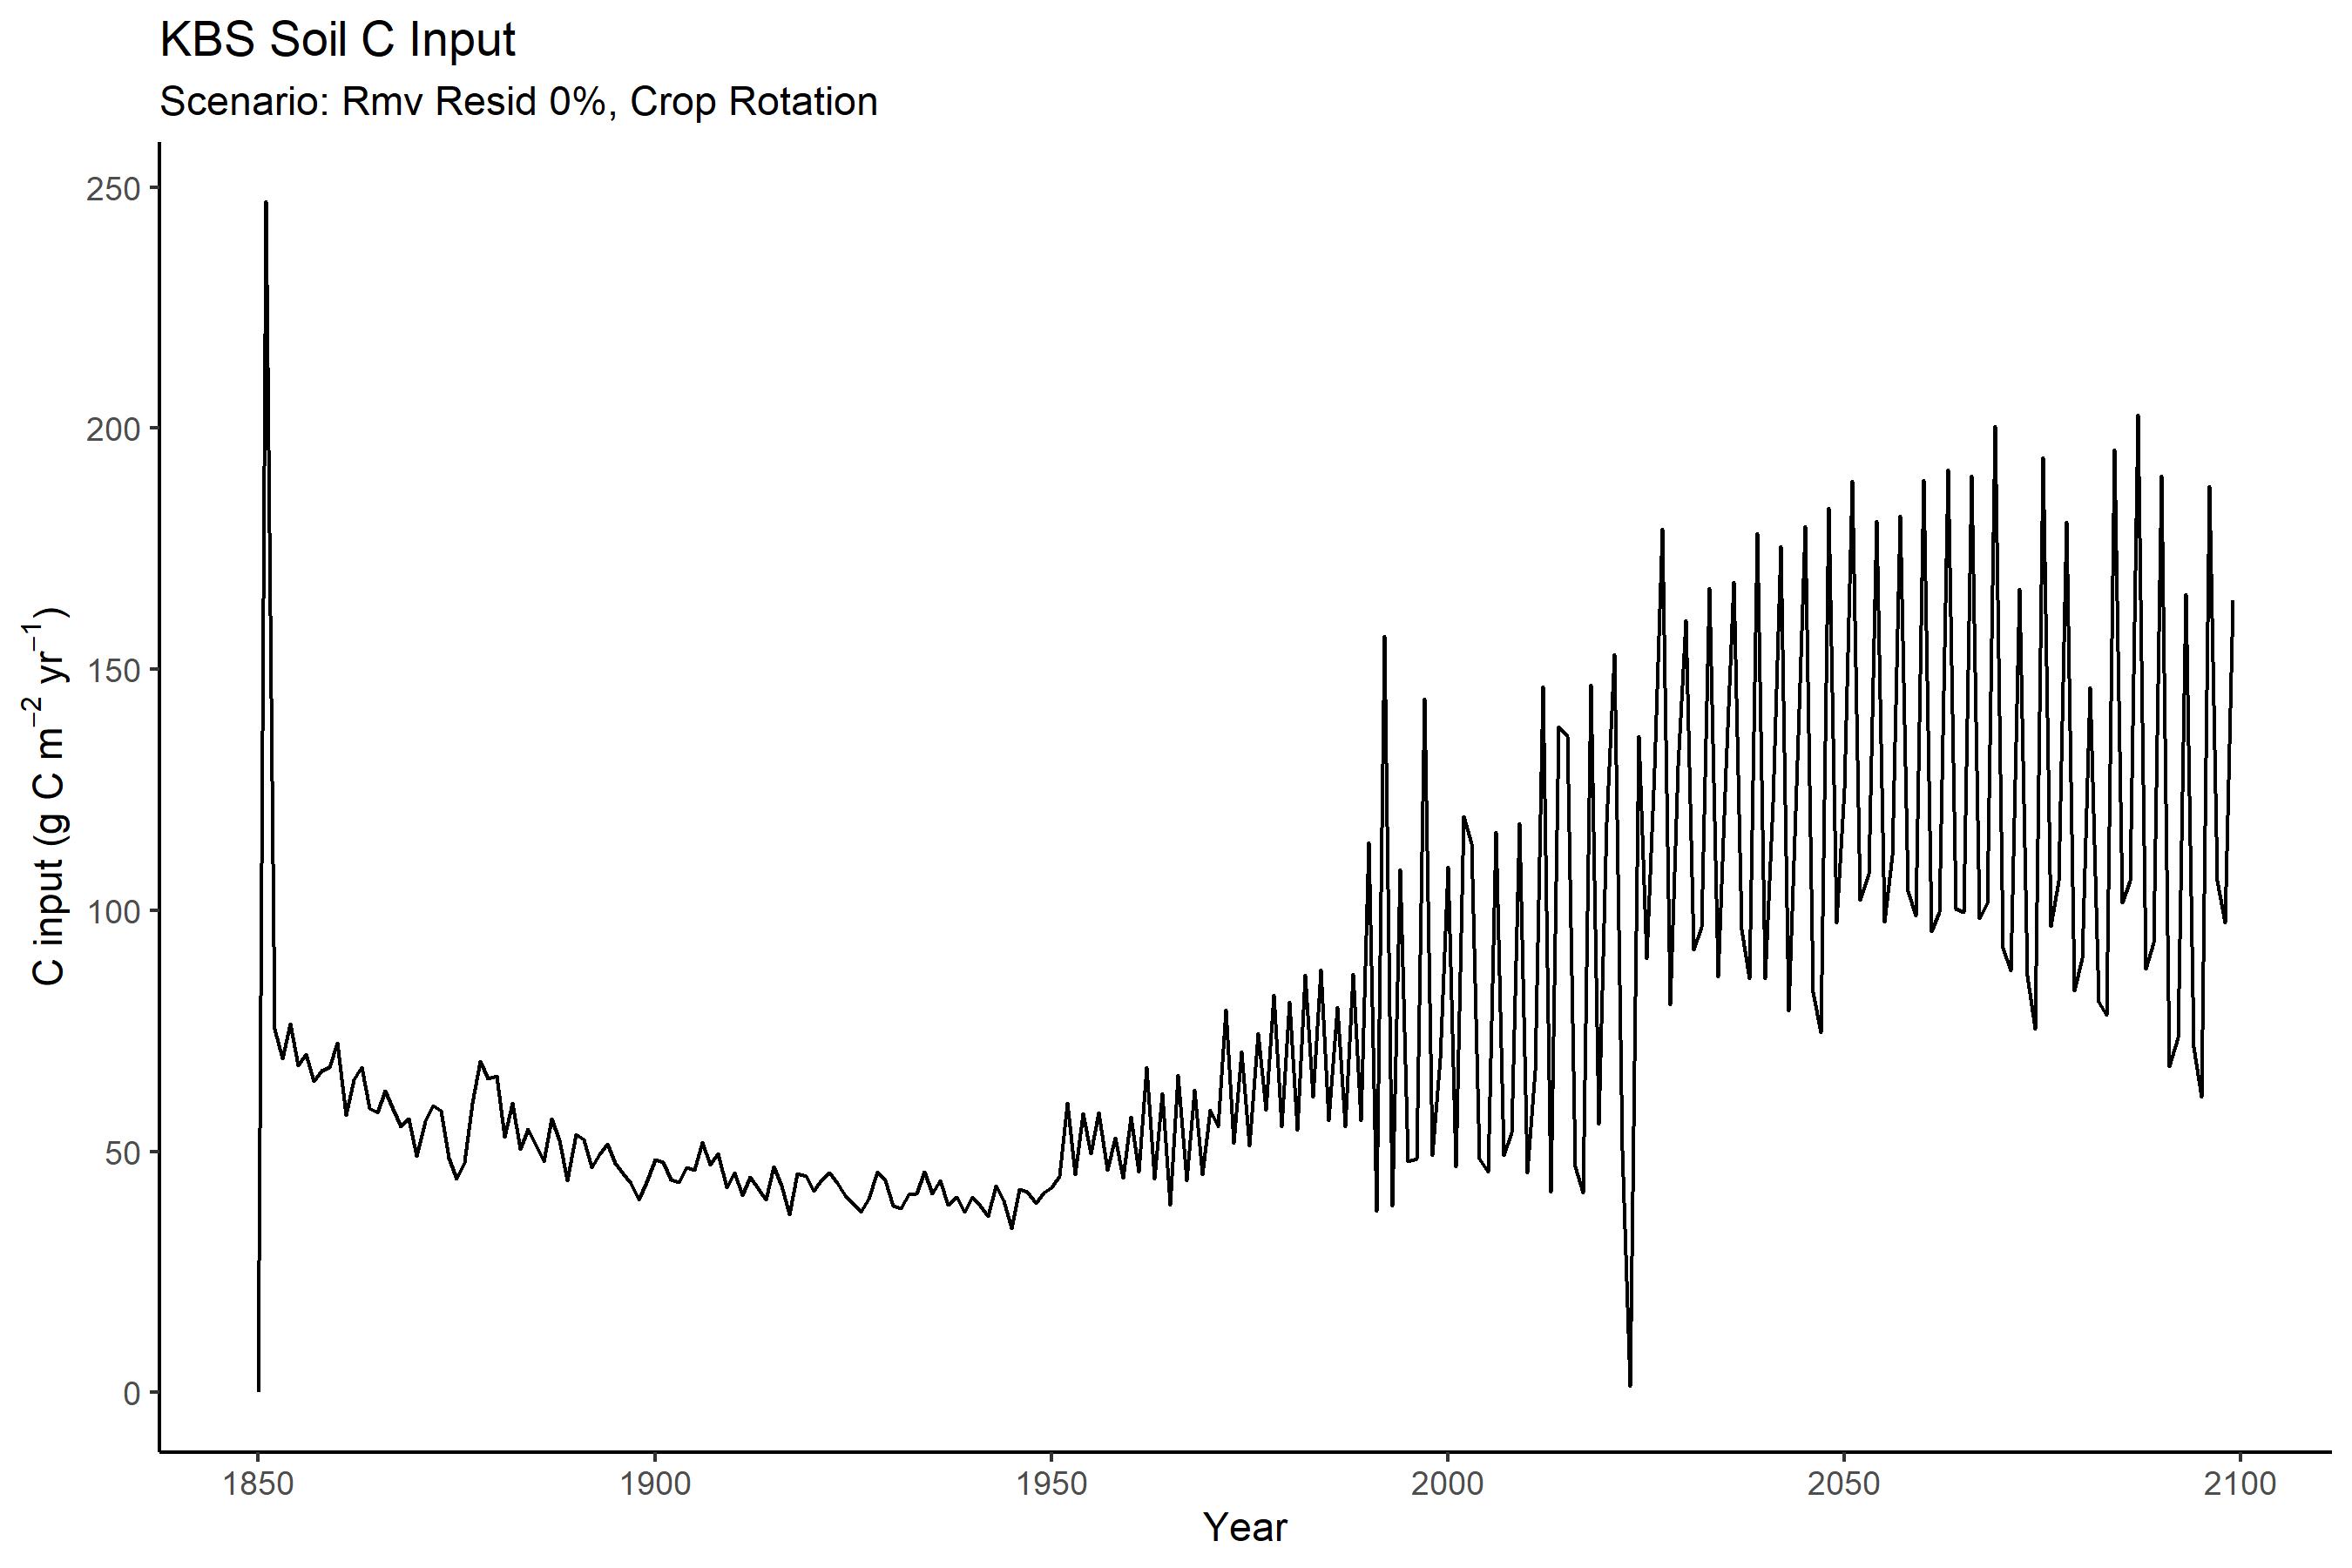 KBS Soil C Input
Scenario: Rmv Resid 0%, Crop Rotation
250
200
150
100
50
0
C input (g C m⁻² yr⁻¹)
1850 1900 1950 2000 2050 2100
Year